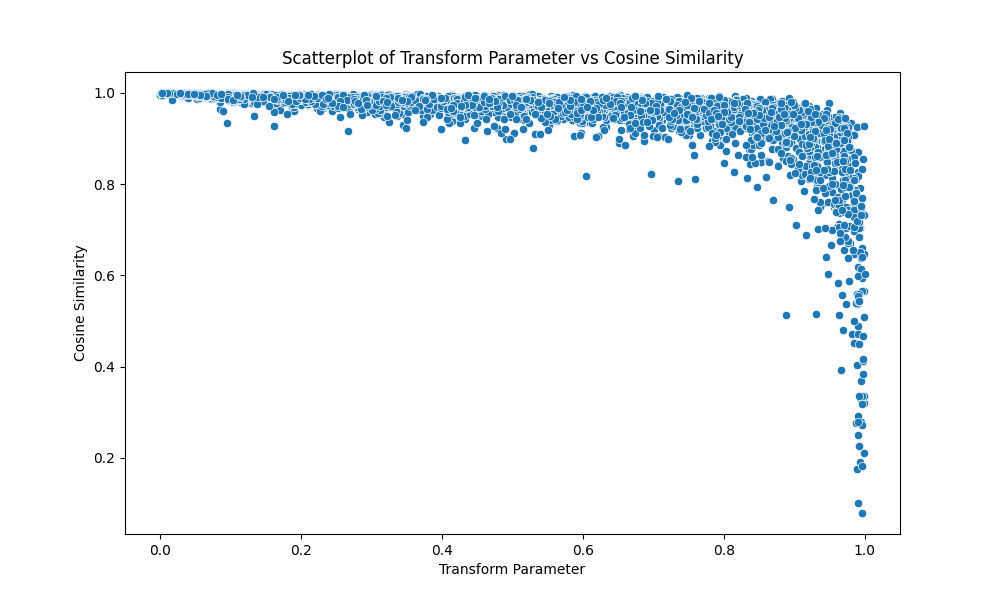 Scatterplot of Transform Parameter vs Cosine Similarity
1.0
0.8
0.6
0.4
0.2
Cosine Similarity
0.0 0.2 0.4 0.6 0.8 1.0
Transform Parameter